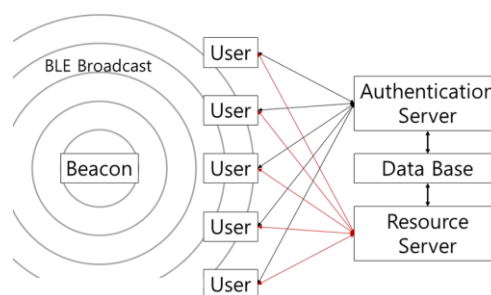 User
BLE Broadcast
User
Authentication
Server
Beacon
User
Data Base
User
Resource
Server
User